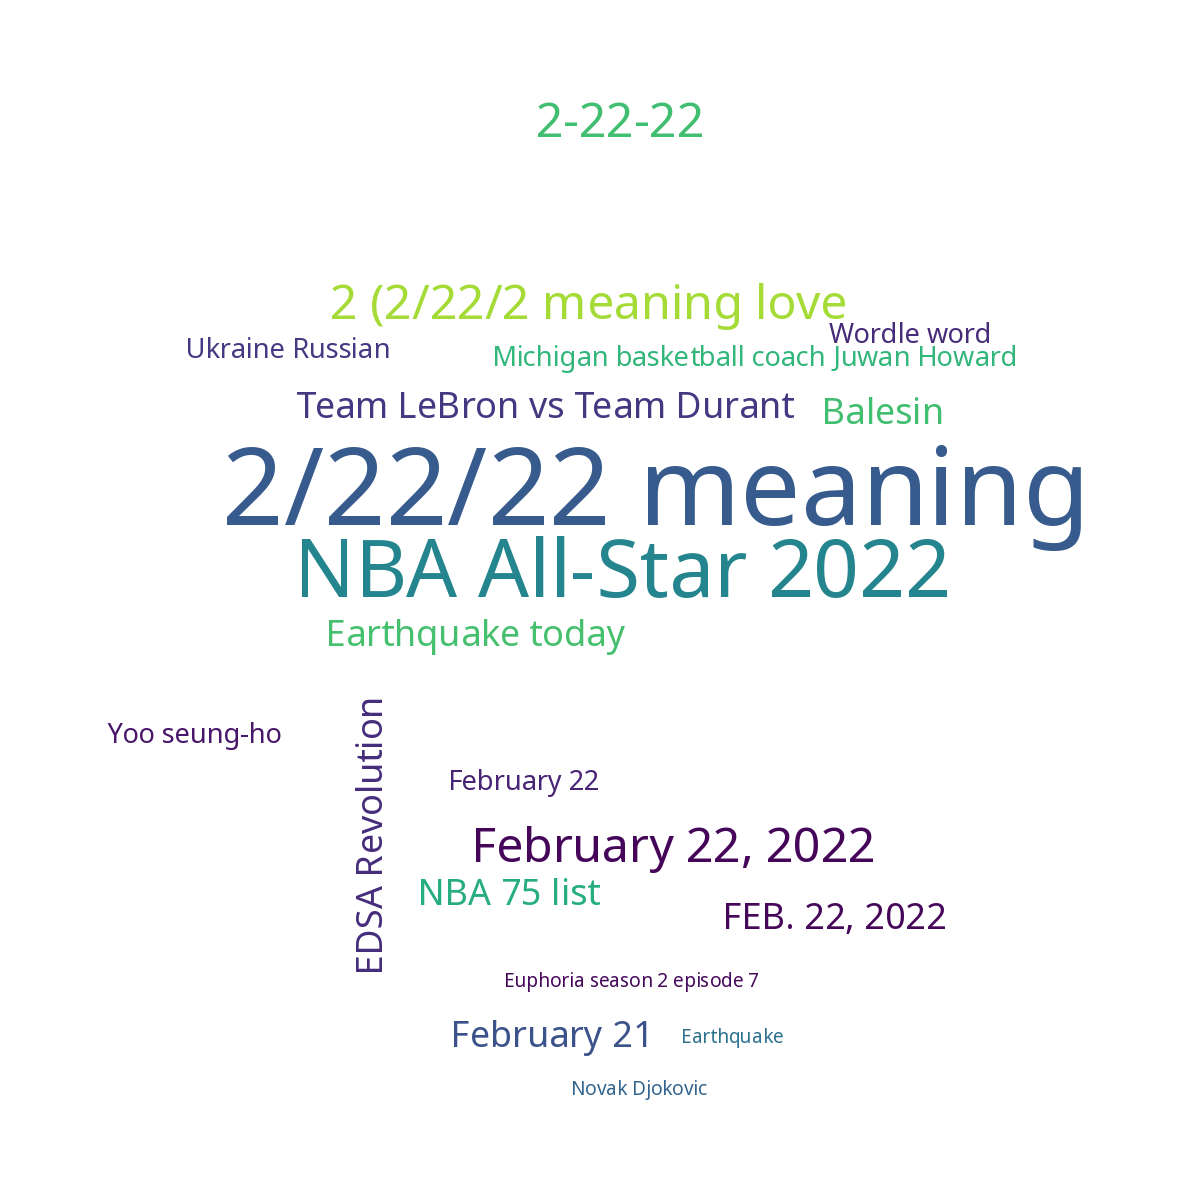 2-22-22
2 (2/22/2 meaning love
Wordle word
Ukraine Russian
Michigan basketball coach Juwan Howard
Team LeBron vs Team Durant
Balesin
2/22/22 meaning
NBA All-Star 2022
Earthquake today
Yoo seung-ho
EDSA Revolution
February 22
February 22, 2022
NBA 75 list
FEB. 22, 2022
Euphoria season 2 episode 7
February 21
Earthquake
Novak Djokovic